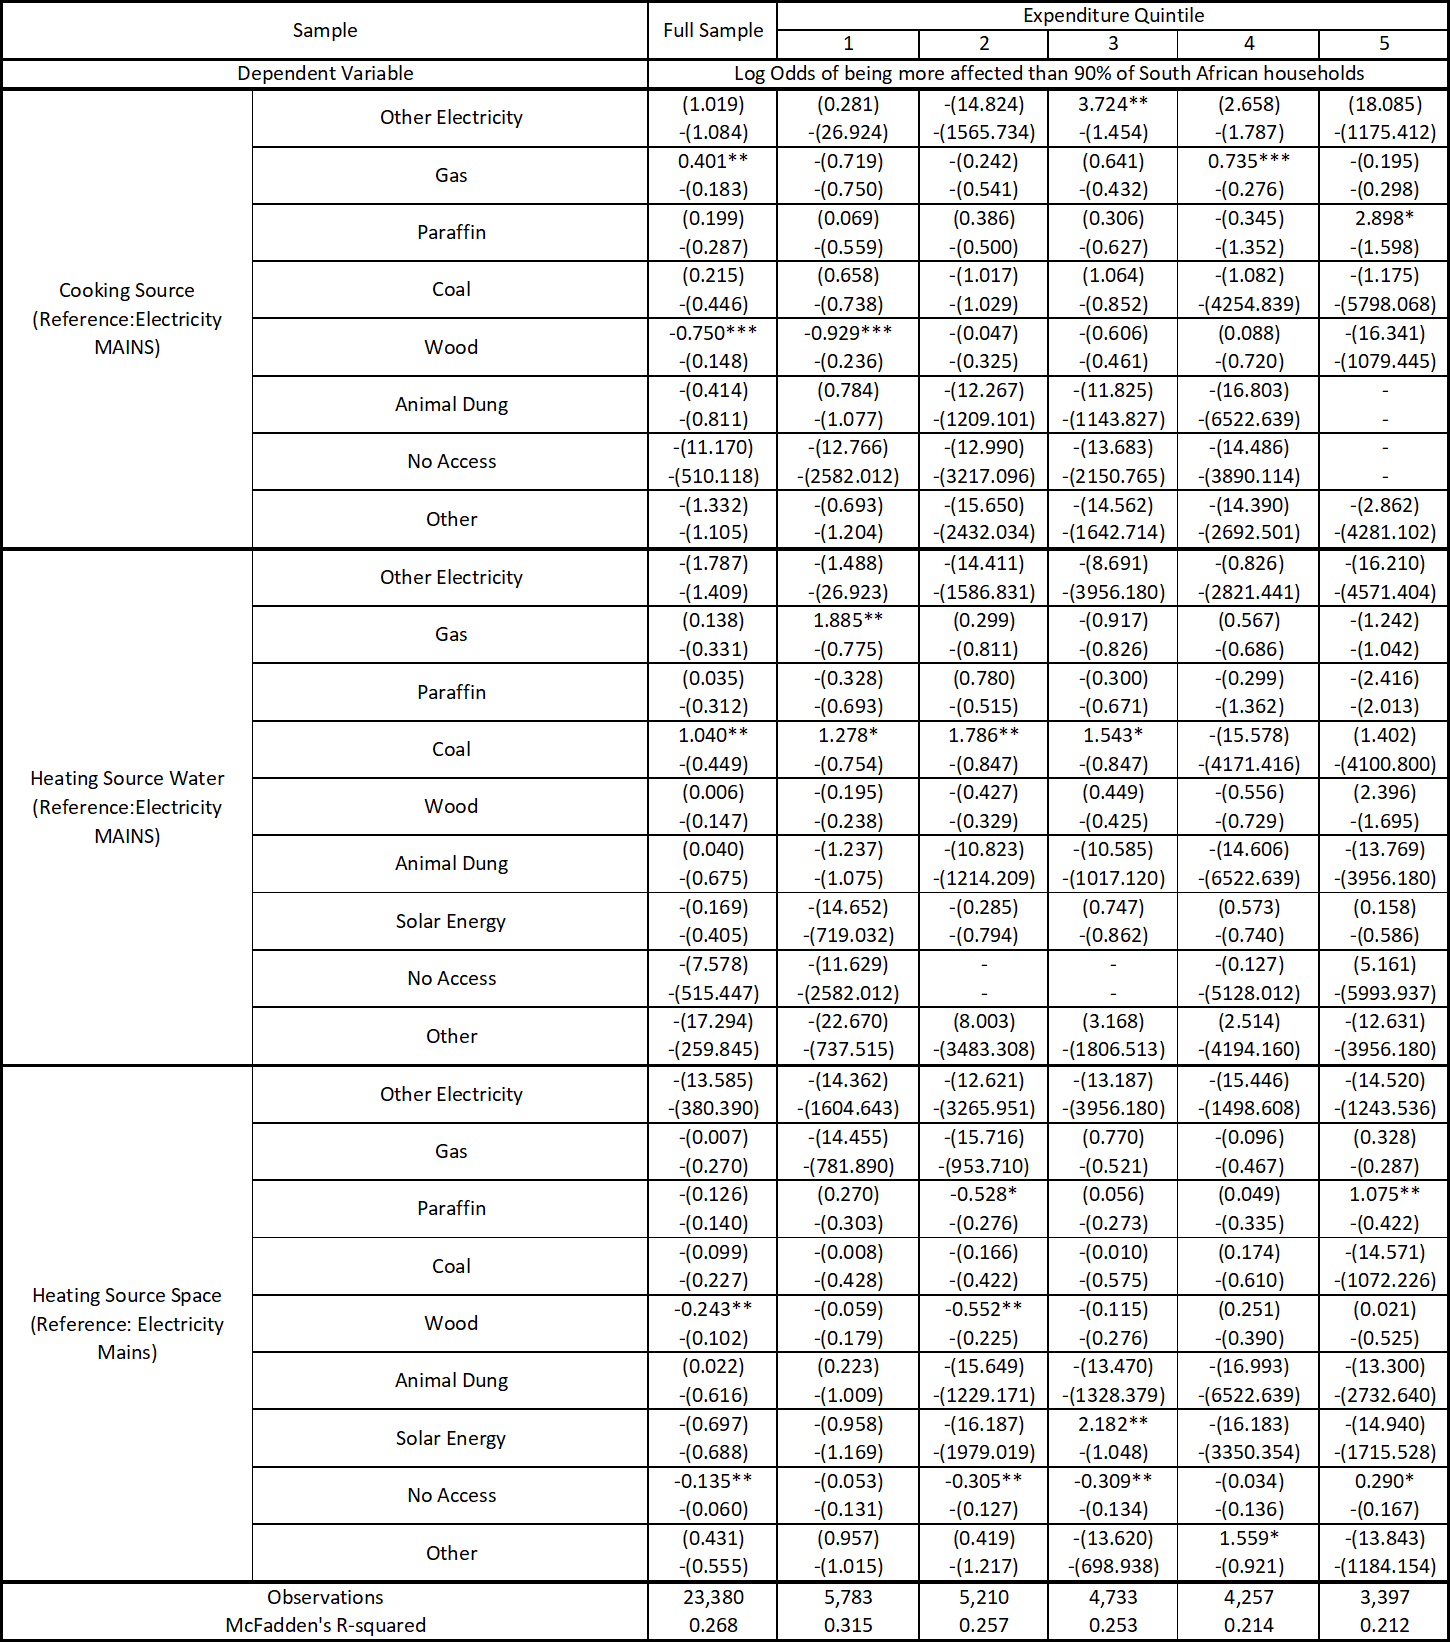 Sample Full Sample Expenditure Quintile
1 2 3 4 5
Dependent Variable Log Odds of being more affected than 90% of South African households
Cooking Source
(Reference:Electricity
MAINS)
Other Electricity
(1.019) (0.281) -(14.824) 3.724** (2.658) (18.085)
-(1.084) -(26.924) -(1565.734) -(1.454) -(1.787) -(1175.412)
Gas
0.401** -(0.719) -(0.242) (0.641) 0.735*** -(0.195)
-(0.183) -(0.750) -(0.541) -(0.432) -(0.276) -(0.298)
Paraffin
(0.199) (0.069) (0.386) (0.306) -(0.345) 2.898*
-(0.287) -(0.559) -(0.500) -(0.627) -(1.352) -(1.598)
Coal
(0.215) (0.658) -(1.017) (1.064) -(1.082) -(1.175)
-(0.446) -(0.738) -(1.029) -(0.852) -(4254.839) -(5798.068)
Wood
-0.750*** -0.929*** -(0.047) -(0.606) (0.088) -(16.341)
-(0.148) -(0.236) -(0.325) -(0.461) -(0.720) -(1079.445)
Animal Dung
-(0.414) (0.784) -(12.267) -(11.825) -(16.803) -
-(0.811) -(1.077) -(1209.101) -(1143.827) -(6522.639) -
No Access
-(11.170) -(12.766) -(12.990) -(13.683) -(14.486) -
-(510.118) -(2582.012) -(3217.096) -(2150.765) -(3890.114) -
Other
-(1.332) -(0.693) -(15.650) -(14.562) -(14.390) -(2.862)
-(1.105) -(1.204) -(2432.034) -(1642.714) -(2692.501) -(4281.102)
Heating Source Water
(Reference:Electricity
MAINS)
Other Electricity
-(1.787) -(1.488) -(14.411) -(8.691) -(0.826) -(16.210)
-(1.409) -(26.923) -(1586.831) -(3956.180) -(2821.441) -(4571.404)
Gas
(0.138) 1.885** (0.299) -(0.917) (0.567) -(1.242)
-(0.331) -(0.775) -(0.811) -(0.826) -(0.686) -(1.042)
Paraffin
(0.035) -(0.328) (0.780) -(0.300) -(0.299) -(2.416)
-(0.312) -(0.693) -(0.515) -(0.671) -(1.362) -(2.013)
Coal
1.040** 1.278* 1.786** 1.543* -(15.578) (1.402)
-(0.449) -(0.754) -(0.847) -(0.847) -(4171.416) -(4100.800)
Wood
(0.006) -(0.195) -(0.427) (0.449) -(0.556) (2.396)
-(0.147) -(0.238) -(0.329) -(0.425) -(0.729) -(1.695)
Animal Dung
(0.040) -(1.237) -(10.823) -(10.585) -(14.606) -(13.769)
-(0.675) -(1.075) -(1214.209) -(1017.120) -(6522.639) -(3956.180)
Solar Energy
-(0.169) -(14.652) -(0.285) (0.747) (0.573) (0.158)
-(0.405) -(719.032) -(0.794) -(0.862) -(0.740) -(0.586)
No Access
-(7.578) -(11.629) - - -(0.127) (5.161)
-(515.447) -(2582.012) - - -(5128.012) -(5993.937)
Other
-(17.294) -(22.670) (8.003) (3.168) (2.514) -(12.631)
-(259.845) -(737.515) -(3483.308) -(1806.513) -(4194.160) -(3956.180)
Heating Source Space
(Reference: Electricity
Mains)
Other Electricity
-(13.585) -(14.362) -(12.621) -(13.187) -(15.446) -(14.520)
-(380.390) -(1604.643) -(3265.951) -(3956.180) -(1498.608) -(1243.536)
Gas
-(0.007) -(14.455) -(15.716) (0.770) -(0.096) (0.328)
-(0.270) -(781.890) -(953.710) -(0.521) -(0.467) -(0.287)
Paraffin
-(0.126) (0.270) -0.528* (0.056) (0.049) 1.075**
-(0.140) -(0.303) -(0.276) -(0.273) -(0.335) -(0.422)
Coal
-(0.099) -(0.008) -(0.166) -(0.010) (0.174) -(14.571)
-(0.227) -(0.428) -(0.422) -(0.575) -(0.610) -(1072.226)
Wood
-0.243** -(0.059) -0.552** -(0.115) (0.251) (0.021)
-(0.102) -(0.179) -(0.225) -(0.276) -(0.390) -(0.525)
Animal Dung
(0.022) (0.223) -(15.649) -(13.470) -(16.993) -(13.300)
-(0.616) -(1.009) -(1229.171) -(1328.379) -(6522.639) -(2732.640)
Solar Energy
-(0.697) -(0.958) -(16.187) 2.182** -(16.183) -(14.940)
-(0.688) -(1.169) -(1979.019) -(1.048) -(3350.354) -(1715.528)
No Access
-0.135** -(0.053) -0.305** -0.309** -(0.034) 0.290*
-(0.060) -(0.131) -(0.127) -(0.134) -(0.136) -(0.167)
Other
(0.431) (0.957) (0.419) -(13.620) 1.559* -(13.843)
-(0.555) -(1.015) -(1.217) -(698.938) -(0.921) -(1184.154)
Observations 23,380 5,783 5,210 4,733 4,257 3,397
McFadden's R-squared 0.268 0.315 0.257 0.253 0.214 0.212